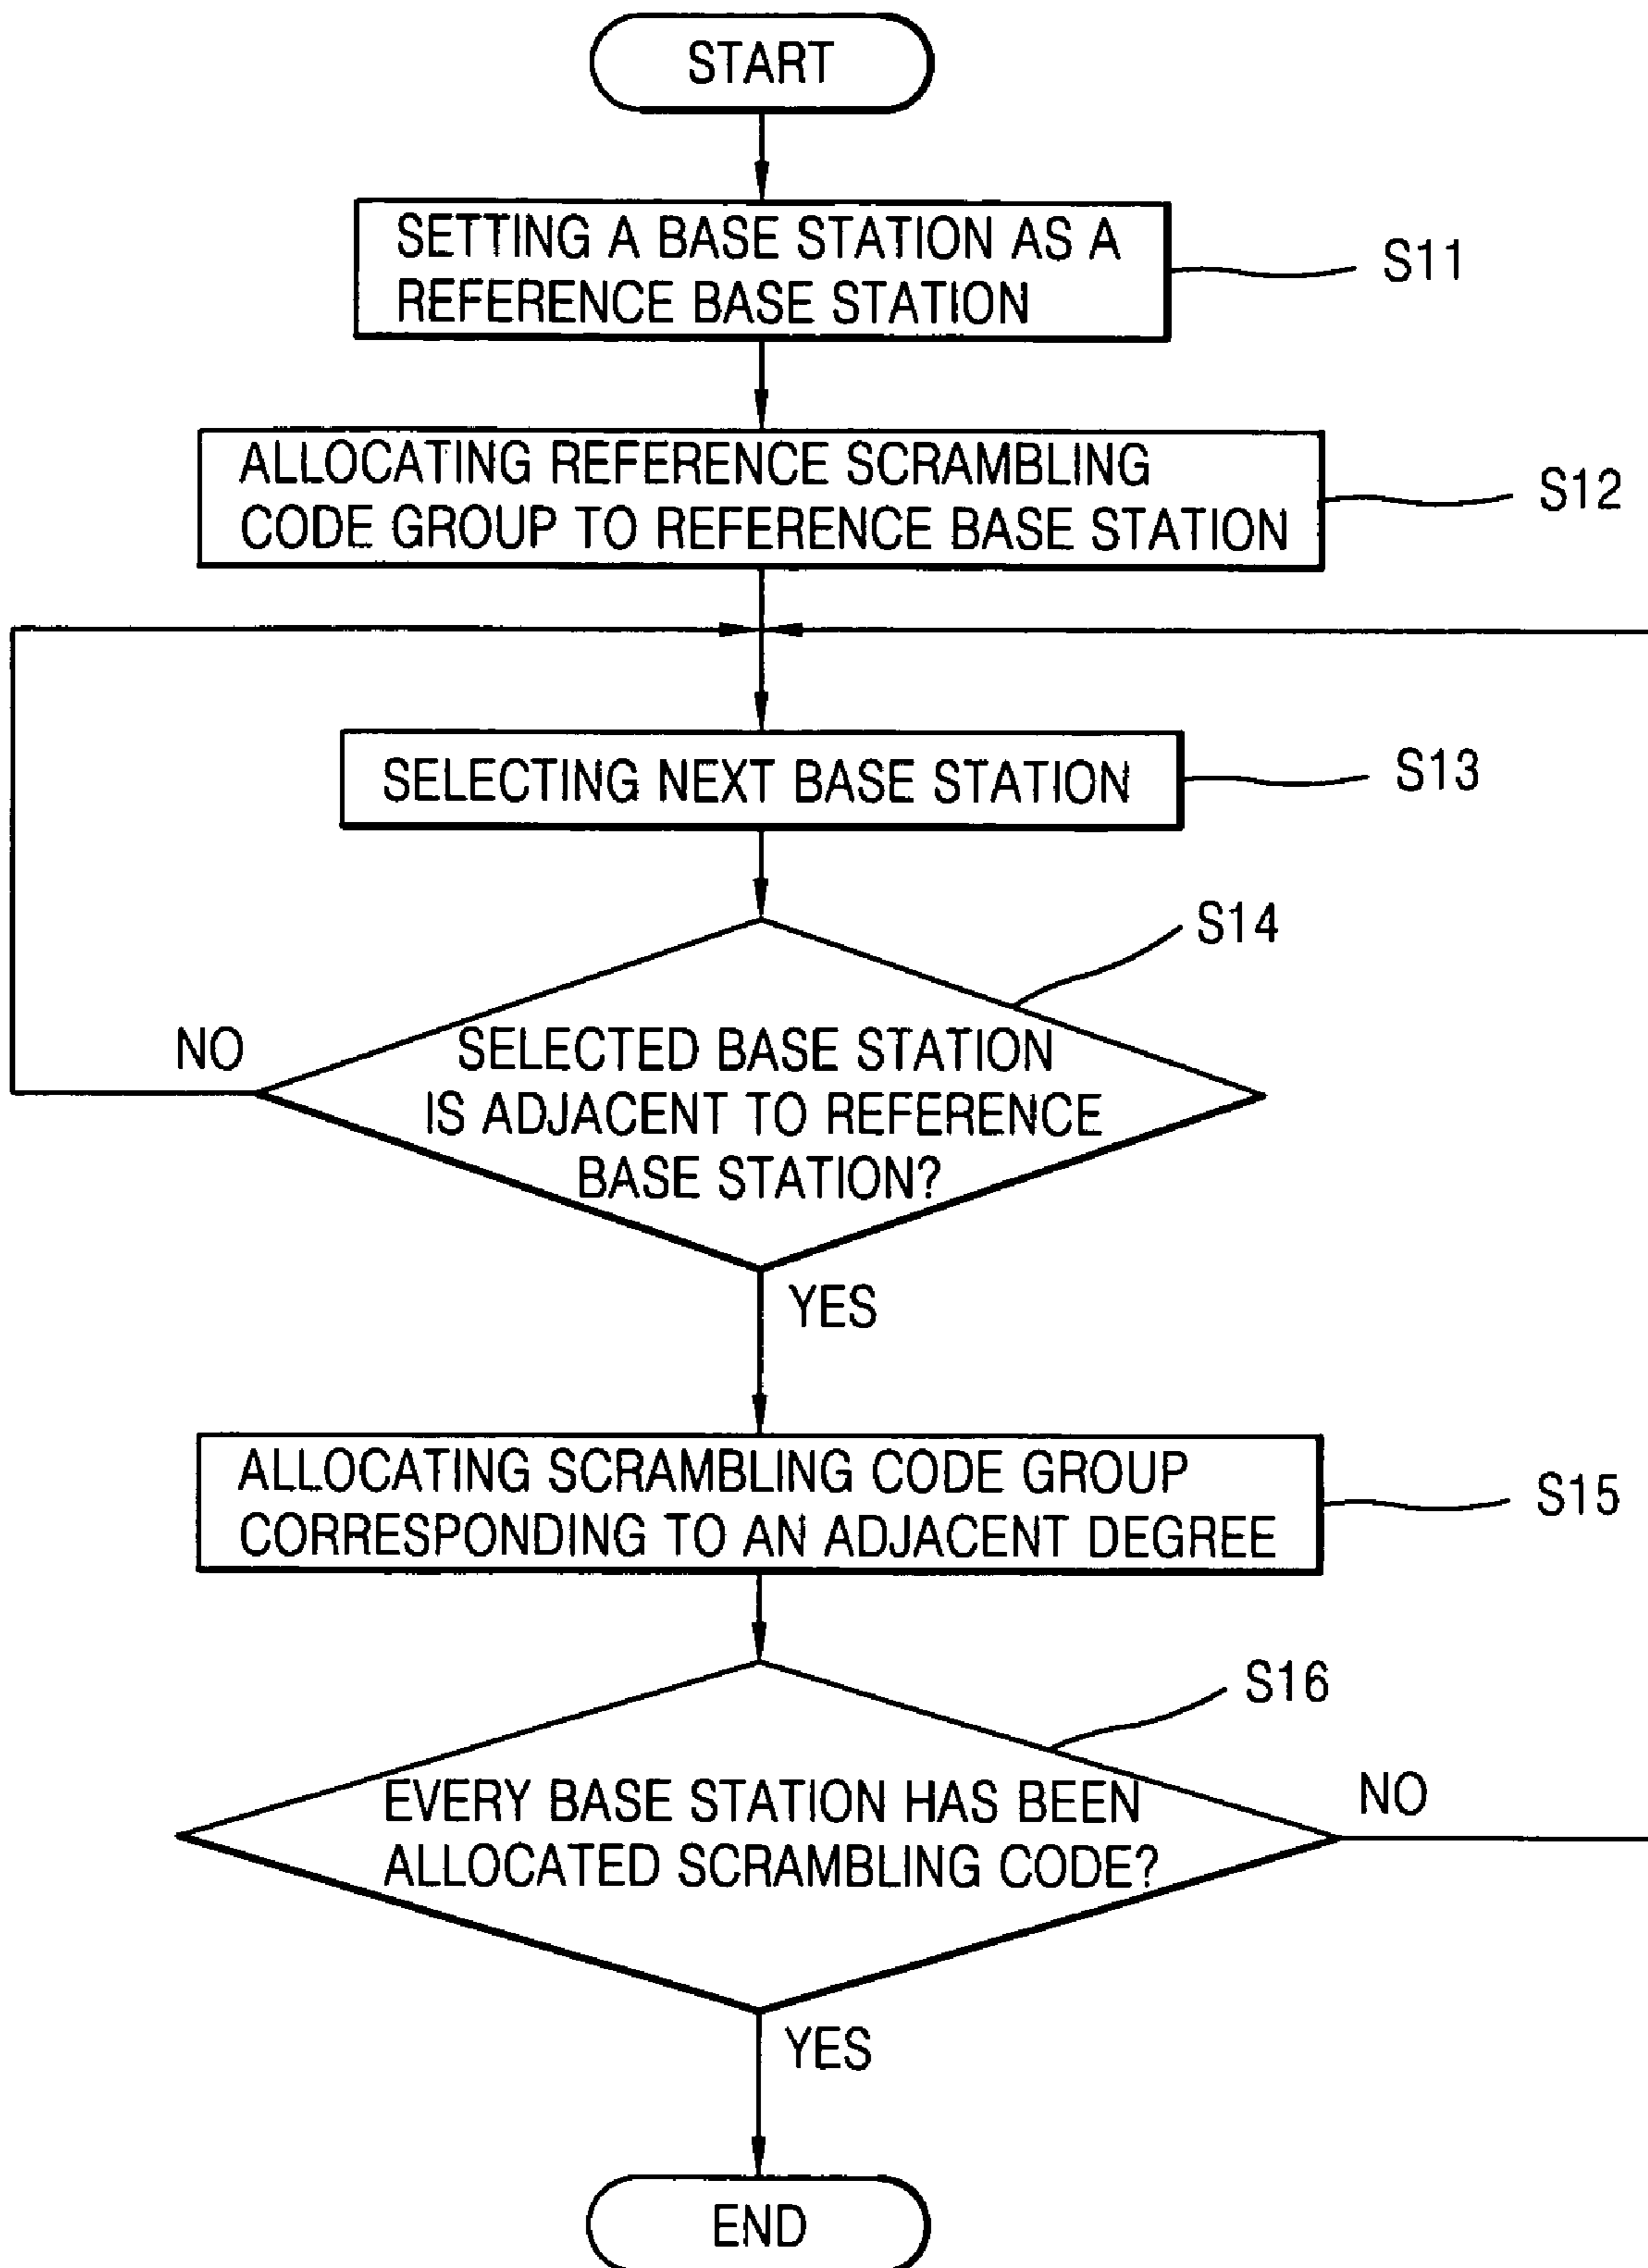 START
SETTING A BASE STATION AS A
REFERENCE BASE STATION
S11
ALLOCATING REFERENCE SCRAMBLING
CODE GROUP TO REFERENCE BASE STATION
S12
SELECTING NEXT BASE STATION
S13
S14
NO
SELECTED BASE STATION
IS ADJACENT TO REFERENCE
BASE STATION?
YES
ALLOCATING SCRAMBLING CODE GROUP
CORRESPONDING TO AN ADJACENT DEGREE
S15
S16
EVERY BASE STATION HAS BEEN
ALLOCATED SCRAMBLING CODE?
NO
YES
END